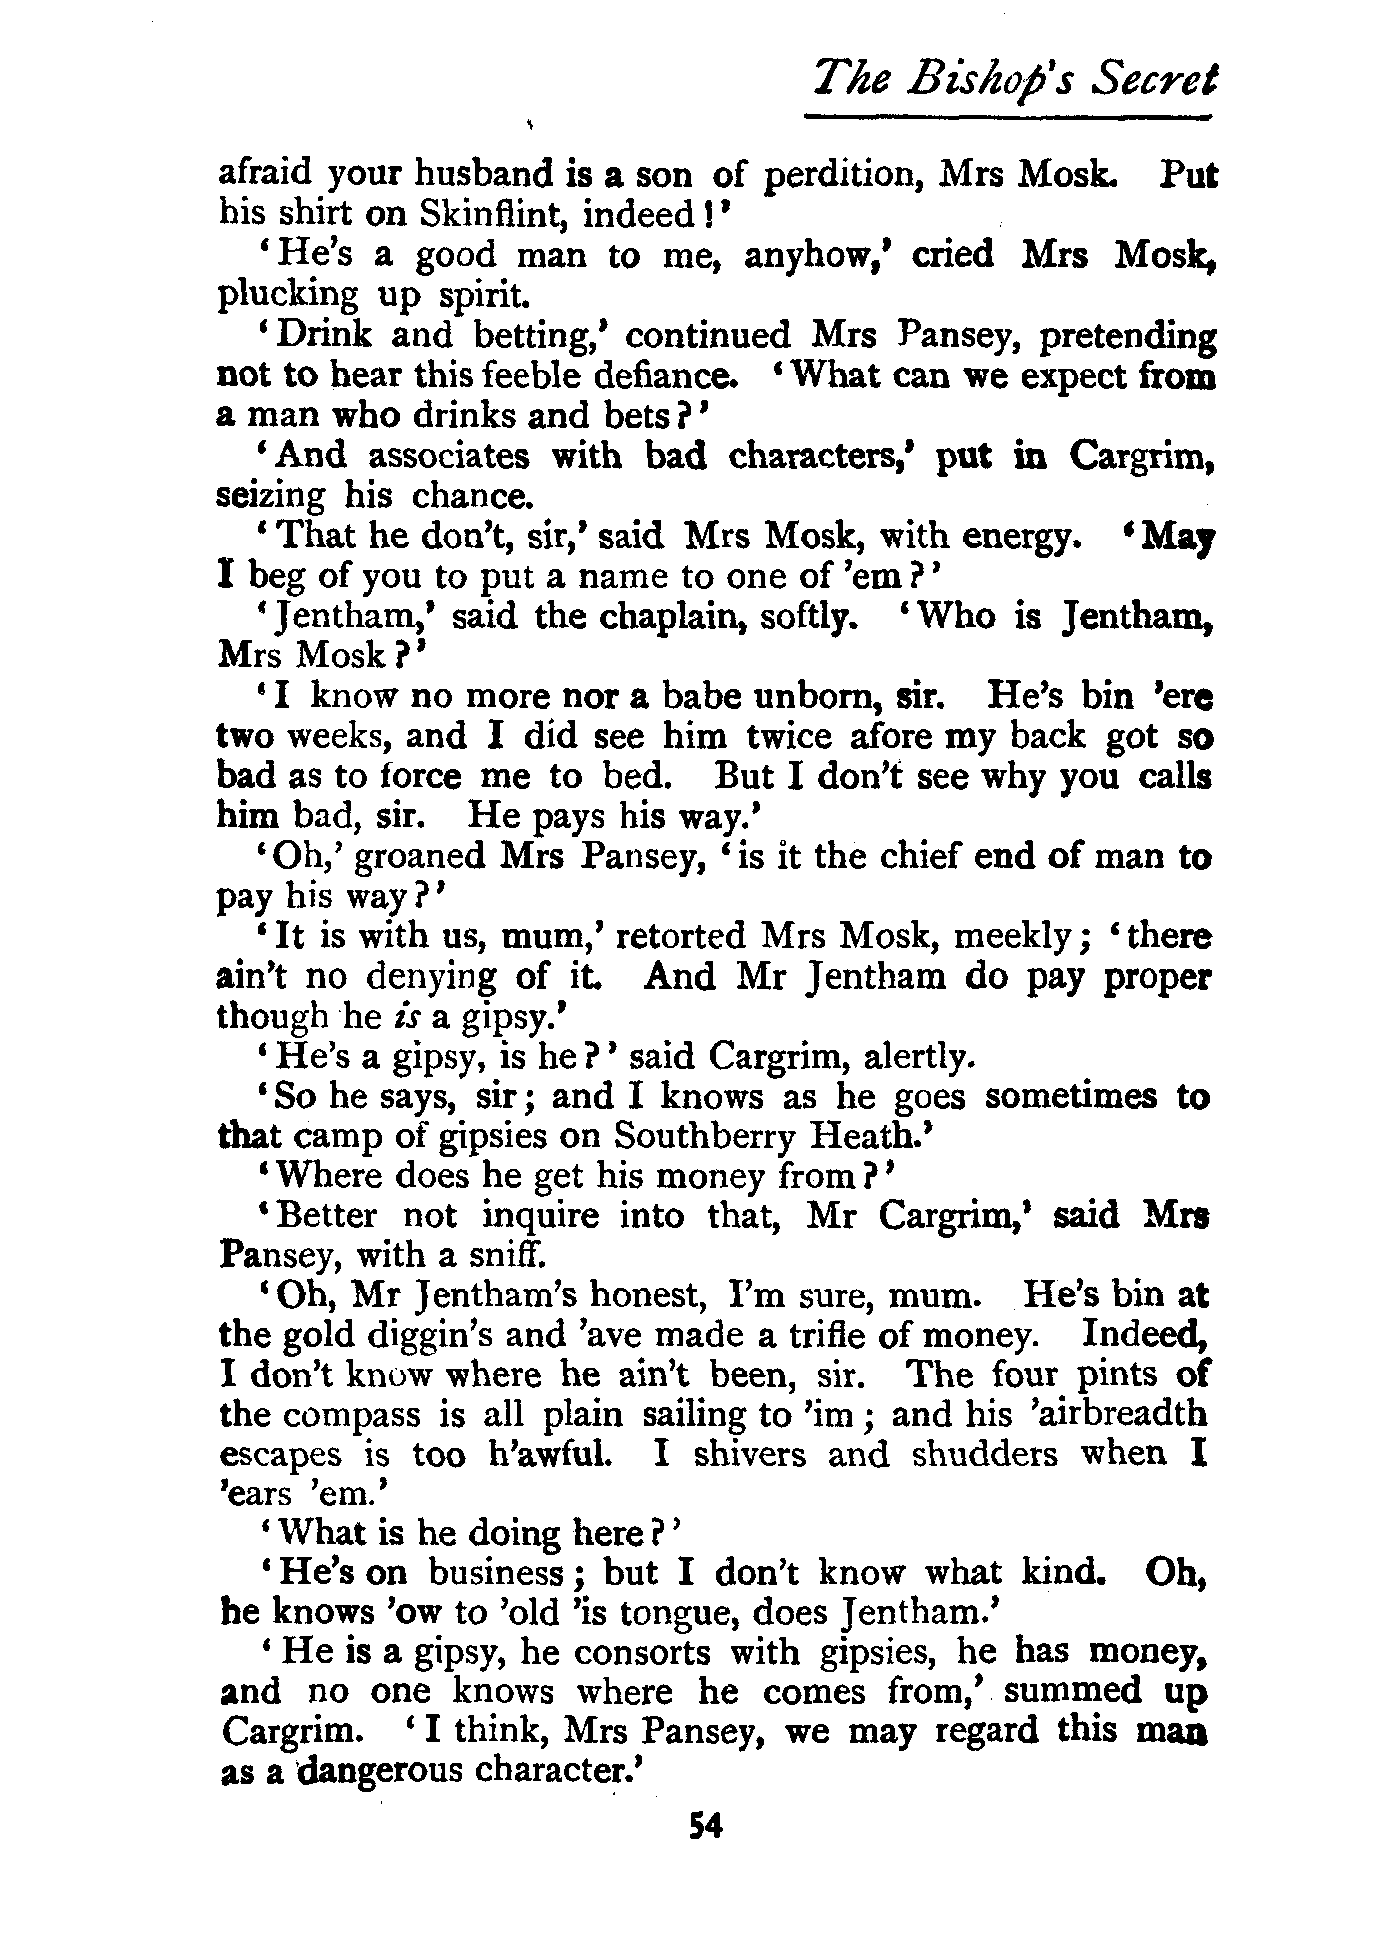 The Bishop's Secret
afraid your husband is a son of perdition, Mrs Mosk. Put
his shirt on Skinflint, indeed!'
'He's a good man to me, anyhow,' cried Mrs Mosk,
plucking up spirit.
'Drink and betting,' continued Mrs Pansey, pretending
not to hear this feeble defiance. 'What can we expect from
a man who drinks and bets?'
'And associates with bad characters,' put in Cargrim,
seizing his chance.
'That he don't, sir,' said Mrs Mosk, with energy. 'May
I beg of you to put a name to one of 'em?'
'Jentham,' said the chaplain, softly. 'Who is Jentham,
Mrs Mosk?'
'I know no more nor a babe unborn, sir. He's bin 'ere
two weeks, and I did see him twice afore my back got so
bad as to force me to bed. But I don't see why you calls
him bad, sir. He pays his way.'
'Oh,' groaned Mrs Pansey, 'is it the chief end of man to
pay his way?'
'It is with us, mum,' retorted Mrs Mosk, meekly; 'there
ain't no denying of it. And Mr Jentham do pay proper
though he is a gipsy.'
'He's a gipsy, is he?' said Cargrim, alertly.
'So he says, sir; and I knows as he goes sometimes to
that camp of gipsies on Southberry Heath.'
'Where does he get his money from?'
'Better not inquire into that, Mr Cargrim,' said Mrs
Pansey, with a sniff.
'Oh, Mr Jentham's honest, I'm sure, mum. He's bin at
the gold diggin's and 'ave made a trifle of money. Indeed,
I don't know where he ain't been, sir. The four pints of
the compass is all plain sailing to 'im; and his 'airbreadth
escapes is too h'awful. I shivers and shudders when I
'ears 'em.'
'What is he doing here?'
'He's on business; but I don't know what kind. Oh,
he knows 'ow to 'old 'is tongue, does Jentham.'
'He is a gipsy, he consorts with gipsies, he has money,
and no one knows where he comes from,' summed up
Cargrim. 'I think, Mrs Pansey, we may regard this man
as a dangerous character.'
54